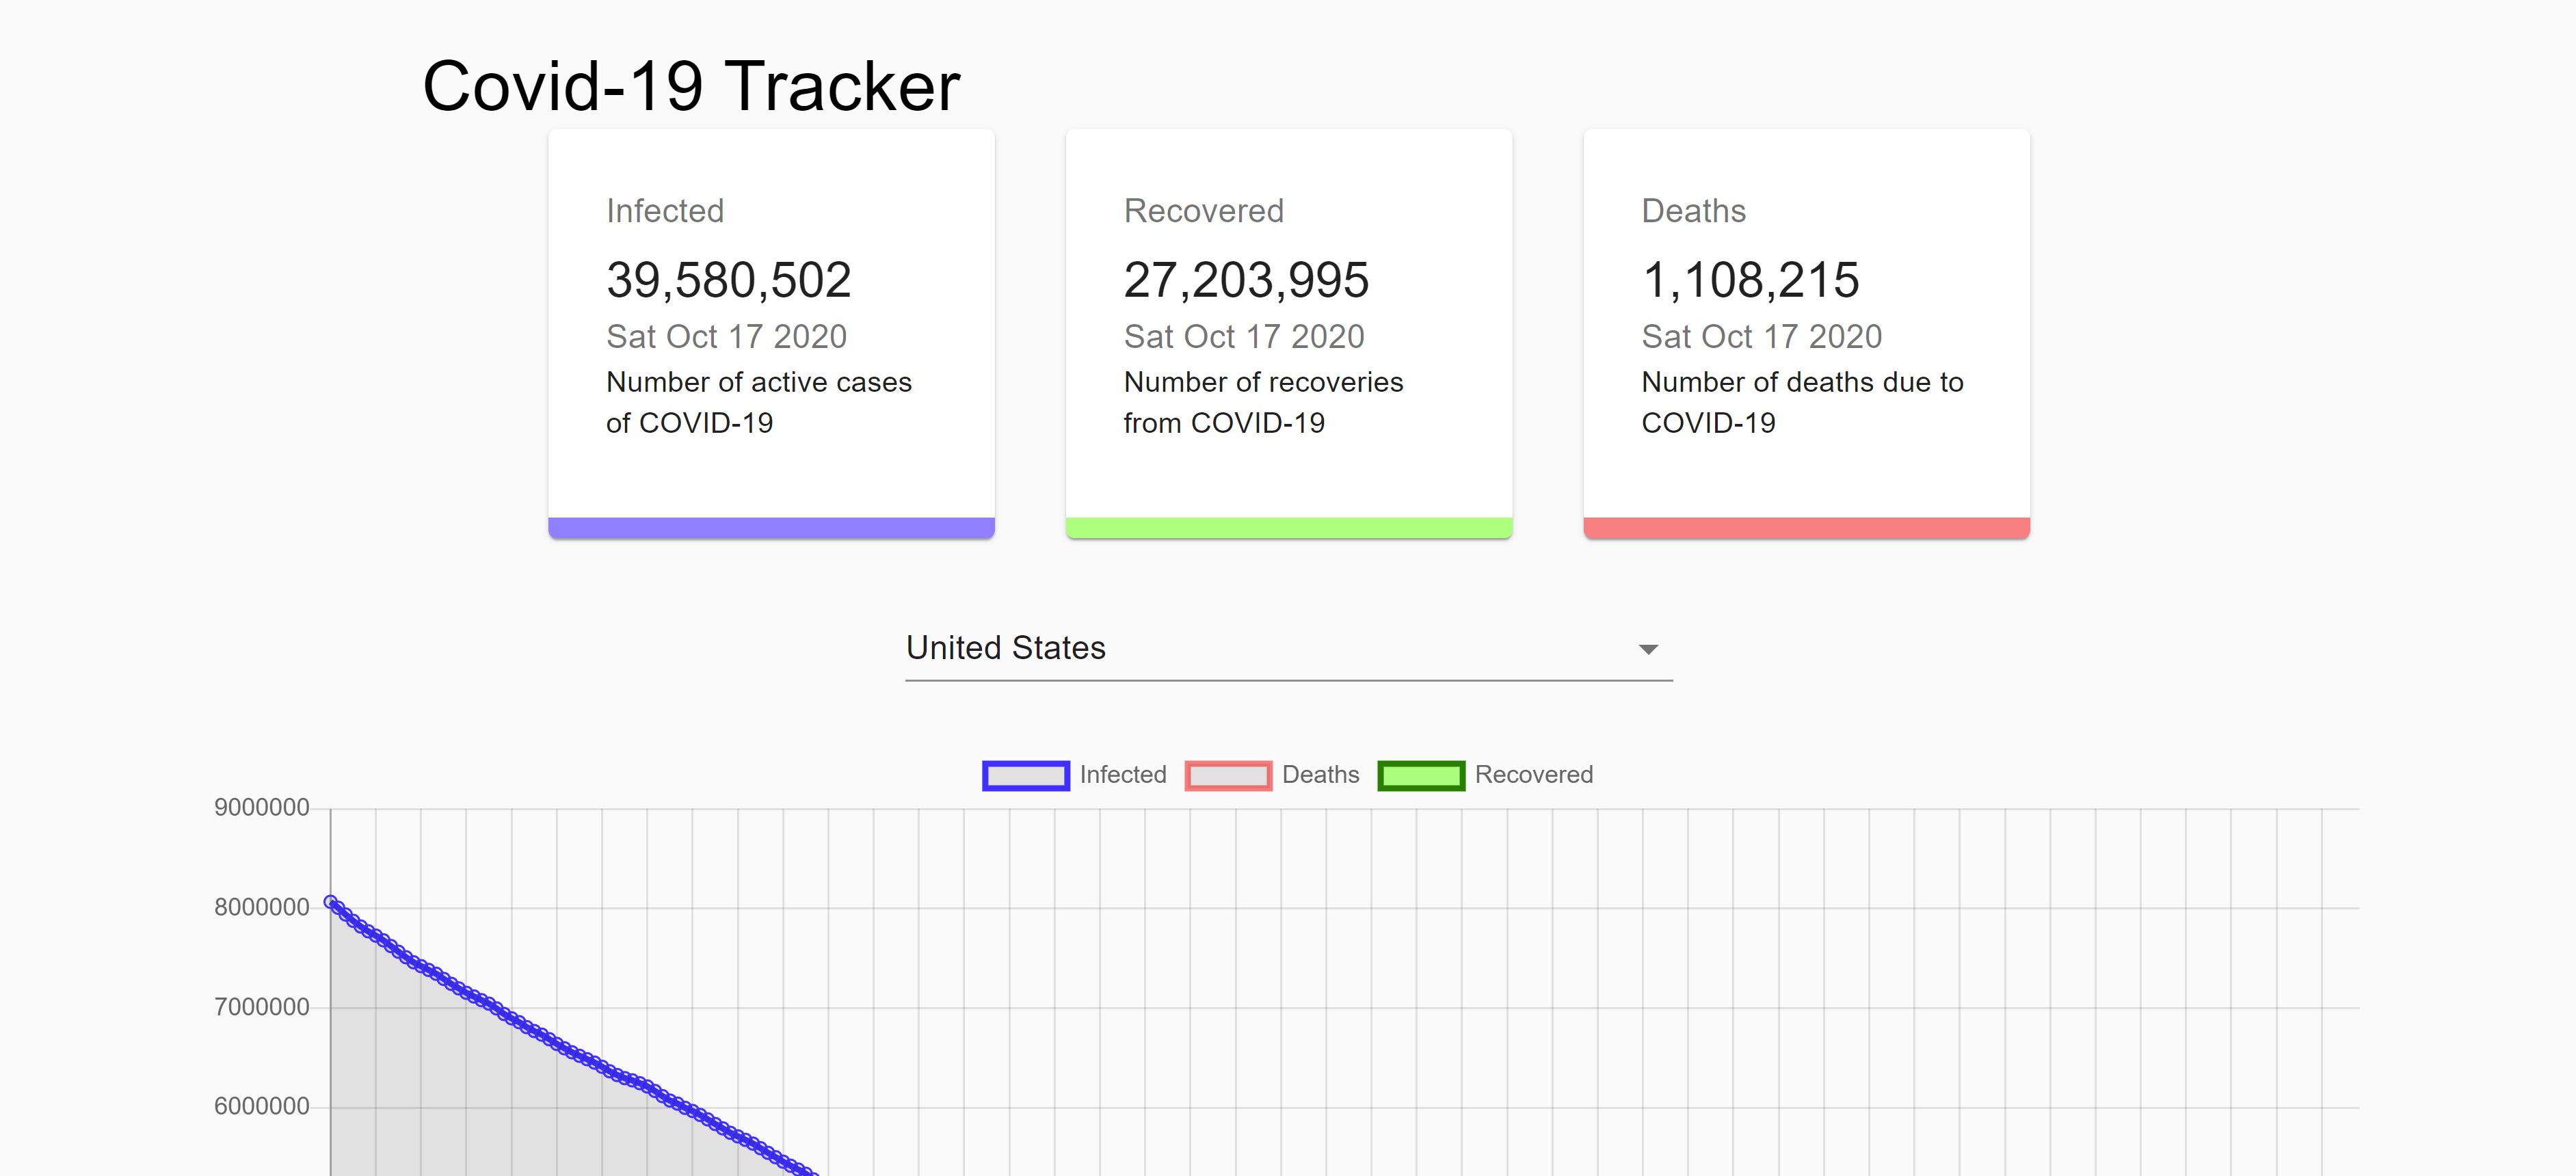 Covid-19 Tracker
Infected
39,580,502
Sat Oct 17 2020
Number of active cases
of COVID-19
Recovered
27,203,995
Sat Oct 17 2020
Number of recoveries
from COVID-19
Deaths
1,108,215
Sat Oct 17 2020
Number of deaths due to
COVID-19
United States
Infected Deaths Recovered
9000000
8000000
7000000
6000000